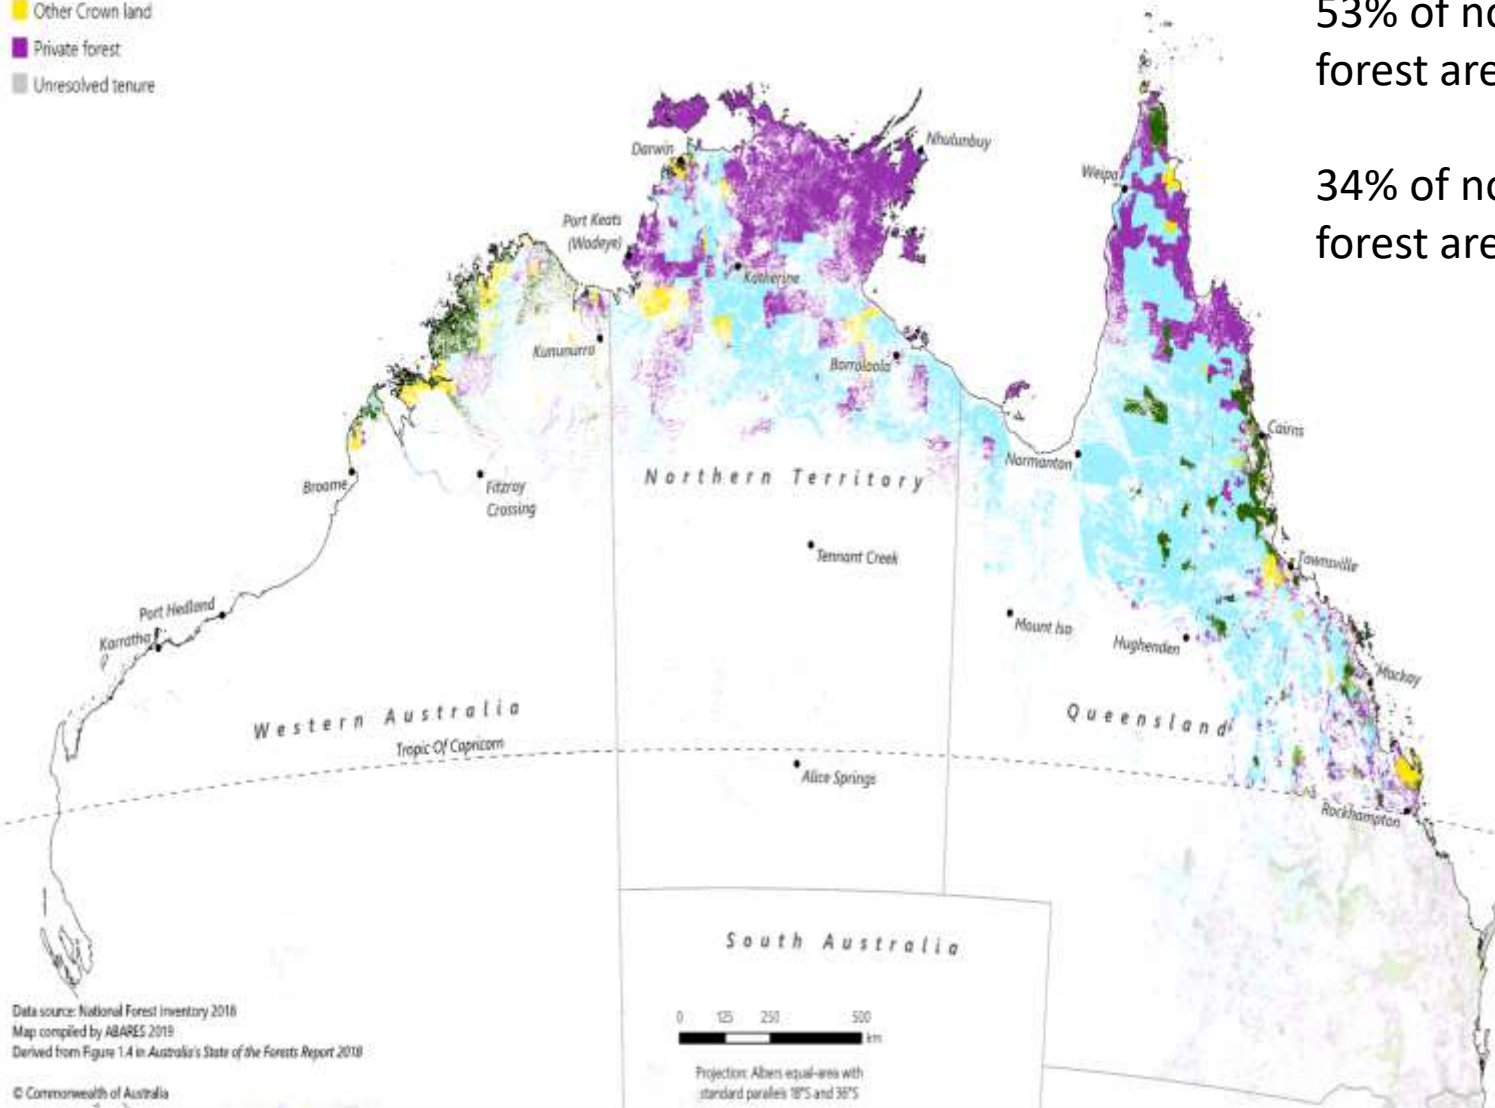 Other Crown land
Private forest
Unresolved tenure
53% of no
forest are
34% of no
forest are
Darwin
Nhulunbuy
Weipa
Port Keats
(Wadeye)
Katherine
Kununurra
Borroloola
Cairns
Normanton
Broome
Fitzroy
Crossing
Northern Territory
Tennant Creek
Townsville
Port Hedland
Karratha
Mount Isa
Hughenden
Mackay
Western Australia
Queensland
Tropic Of Capricorn
Alice Springs
Rockhampton
South Australia
0 125 250 500
km
Projection: Albers equal-area with
standard parallels 18°S and 36°S
Data source: National Forest Inventory 2018
Map compiled by ABARES 2019
Derived from Figure 1.4 in Australia's State of the Forests Report 2018
© Commonwealth of Australia